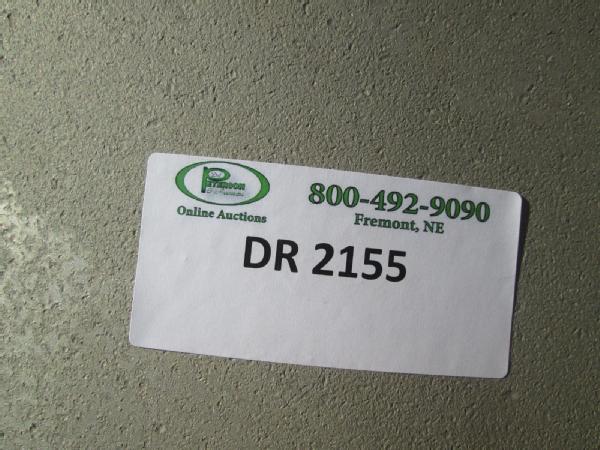 PETERSON
Online Auctions
800-492-9090
Fremont, NE
DR 2155